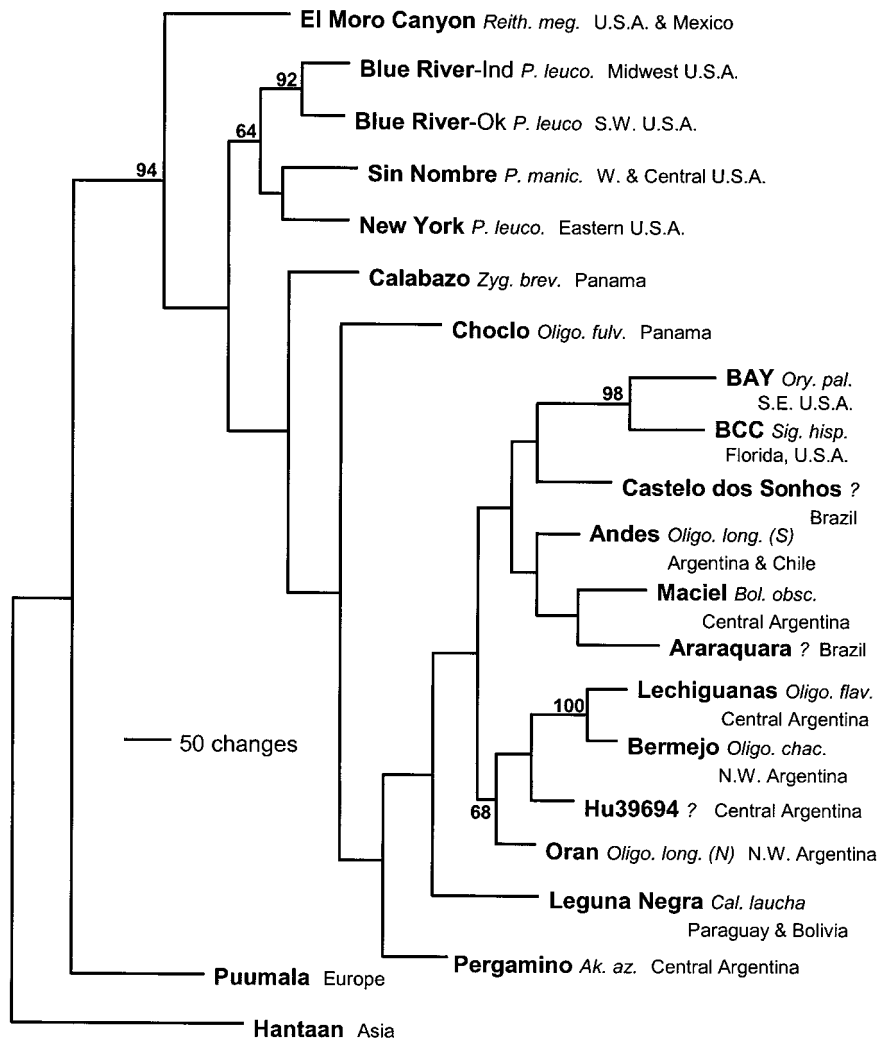 El Moro Canyon Reith. meg. U.S.A. & Mexico
92
Blue River-Ind P. leuco. Midwest U.S.A.
64
Blue River-Ok P. leuco S.W. U.S.A.
94
Sin Nombre P. manic. W. & Central U.S.A.
New York P. leuco. Eastern U.S.A.
Calabazo Zyg. brev. Panama
Choclo Oligo. fulv. Panama
98
BAY Ory. pal.
S.E. U.S.A.
BCC Sig. hisp.
Florida, U.S.A.
Castelo dos Sonhos ?
Brazil
Andes Oligo. long. (S)
Argentina & Chile
Maciel Bol. obsc.
Central Argentina
Araraquara ? Brazil
100
Lechiguanas Oligo. flav.
Central Argentina
50 changes
Bermejo Oligo. chac.
N.W. Argentina
68
Hu39694 ? Central Argentina
Oran Oligo. long. (N) N.W. Argentina
Leguna Negra Cal. laucha
Paraguay & Bolivia
Pergamino Ak. az. Central Argentina
Puumala Europe
Hantaan Asia